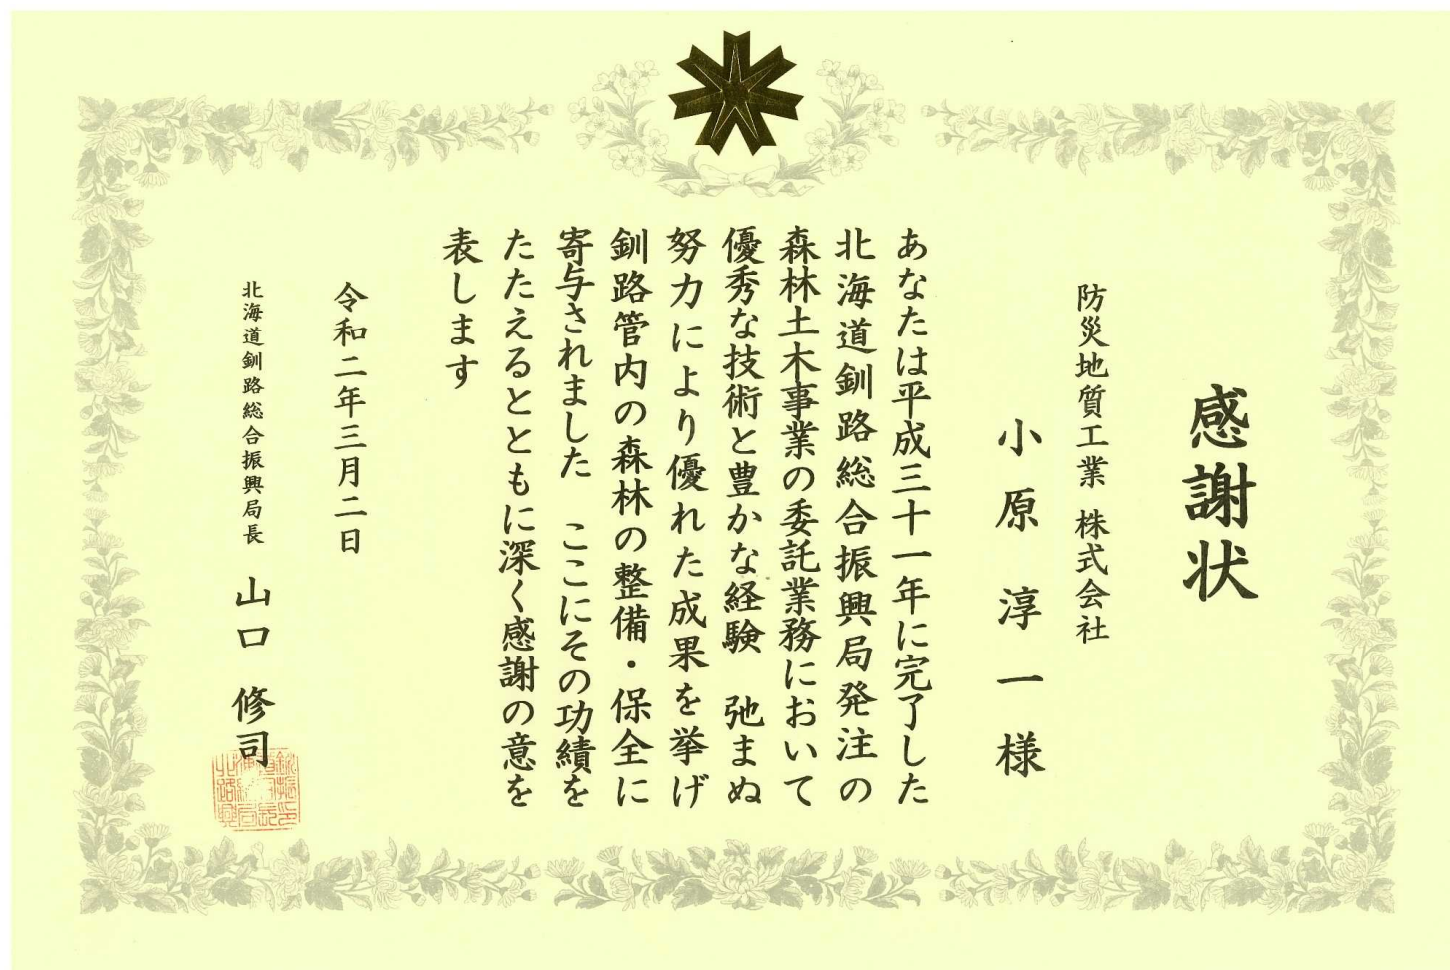 感謝状
防災地質工業 株式会社
小原 淳一 様
あなたは平成三十一年に完了した
北海道釧路総合振興局発注の
森林土木事業の委託業務において
優秀な技術と豊かな経験 弛まぬ
努力により優れた成果を挙げ
釧路管内の森林の整備・保全に
寄与されました ここにその功績を
たたえるとともに深く感謝の意を
表します
令和二年三月二日
北海道釧路総合振興局長 山口 修司